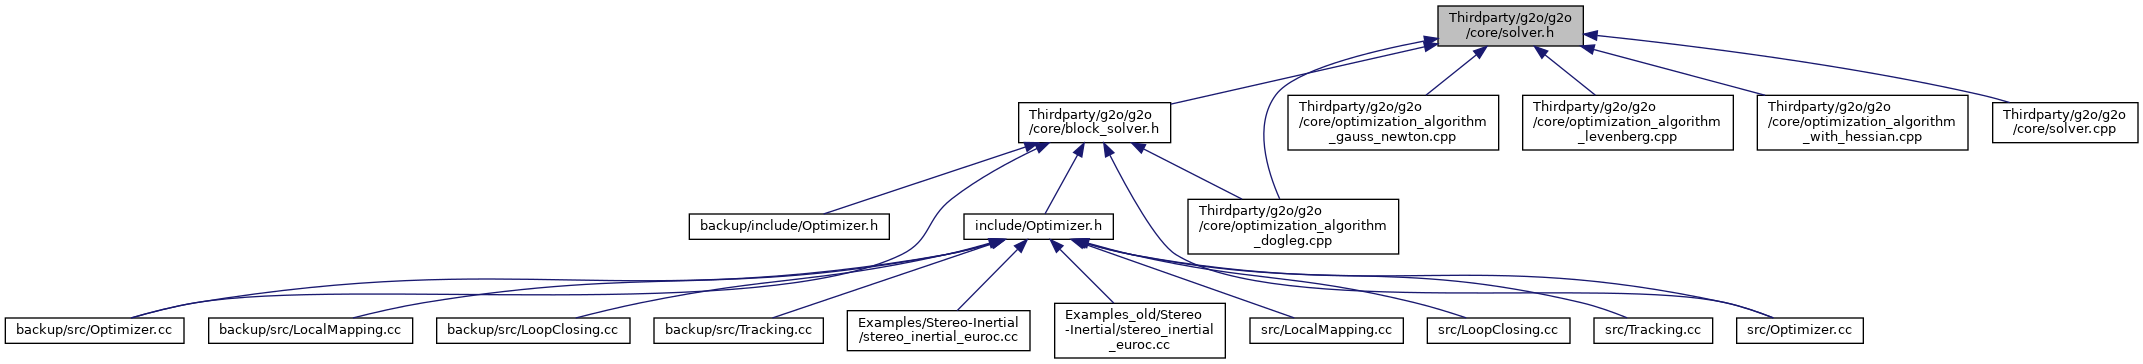 Thirdparty/g2o/g2o
/core/solver.h
Thirdparty/g2o/g2o
/core/block_solver.h
Thirdparty/g2o/g2o
/core/optimization_algorithm
_gauss_newton.cpp
Thirdparty/g2o/g2o
/core/optimization_algorithm
_levenberg.cpp
Thirdparty/g2o/g2o
/core/optimization_algorithm
_with_hessian.cpp
Thirdparty/g2o/g2o
/core/solver.cpp
backup/include/Optimizer.h
include/Optimizer.h
Thirdparty/g2o/g2o
/core/optimization_algorithm
_dogleg.cpp
backup/src/Optimizer.cc
backup/src/LocalMapping.cc
backup/src/LoopClosing.cc
backup/src/Tracking.cc
Examples/Stereo-Inertial
/stereo_inertial_euroc.cc
Examples_old/Stereo
-Inertial/stereo_inertial
_euroc.cc
src/LocalMapping.cc
src/LoopClosing.cc
src/Tracking.cc
src/Optimizer.cc